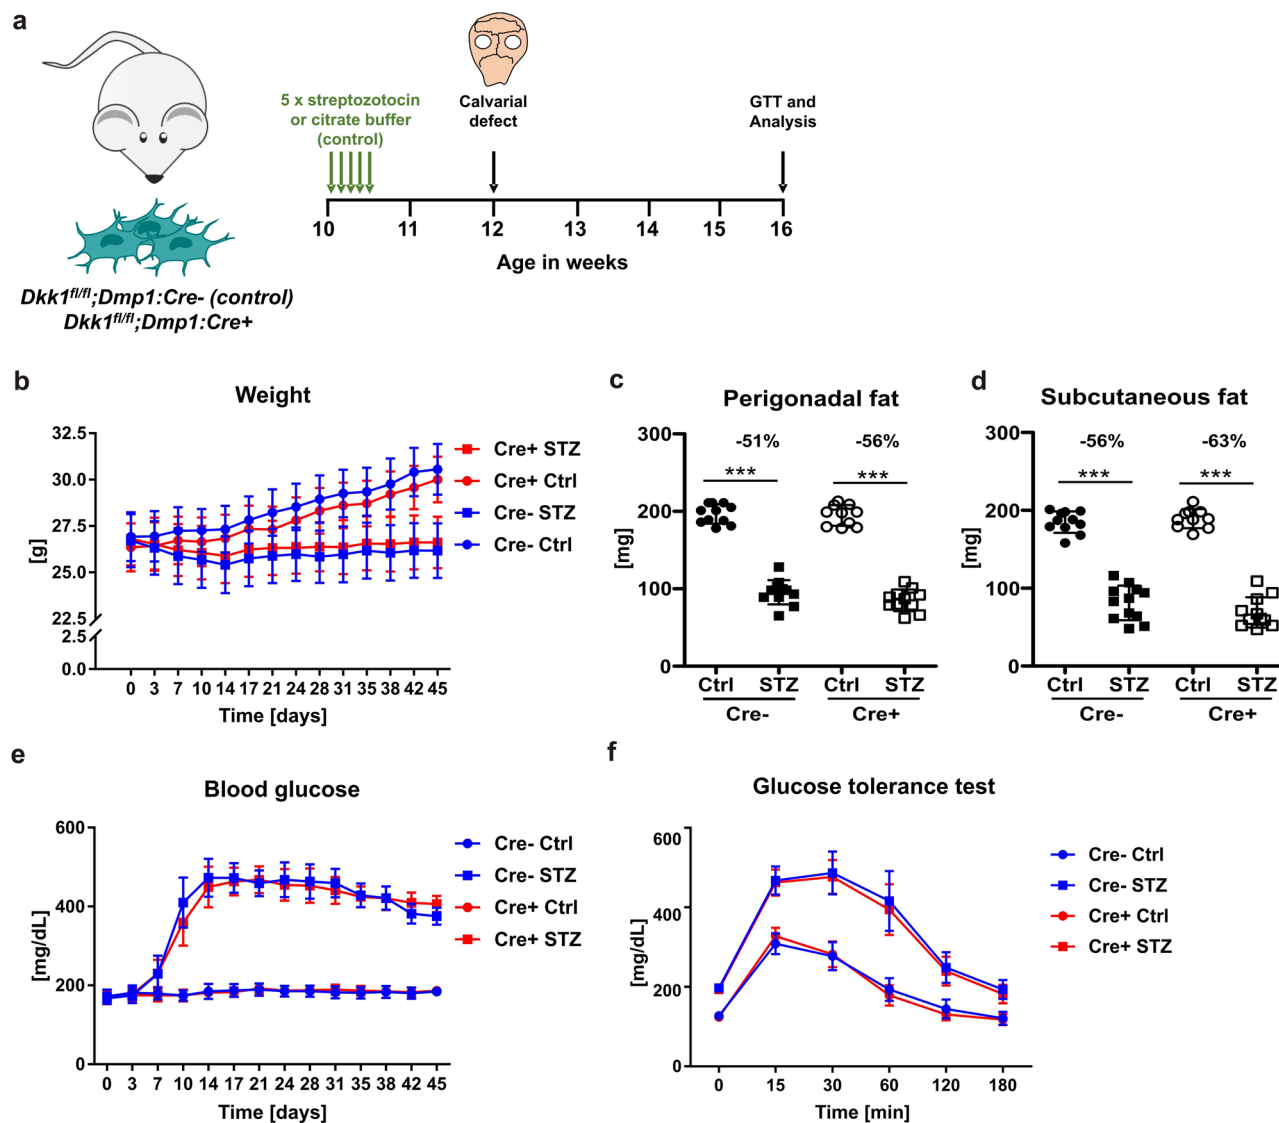 a
5 x streptozotocin
or citrate buffer
(control)
Calvarial
defect
GTT and
Analysis
10 11 12 13 14 15 16
Age in weeks
Dkk1fl/fl;Dmp1:Cre- (control)
Dkk1fl/fl;Dmp1:Cre+
b
Weight
[g]
32.5
30.0
27.5
25.0
22.5
2.5
0.0
0 3 7 10 14 17 21 24 28 31 35 38 42 45
Time [days]
Cre+ STZ
Cre+ Ctrl
Cre- STZ
Cre- Ctrl
c
Perigonadal fat
-51% -56%
*** ***
[mg]
300
200
100
0
Ctrl STZ Ctrl STZ
Cre- Cre+
d
Subcutaneous fat
-56% -63%
*** ***
[mg]
300
200
100
0
Ctrl STZ Ctrl STZ
Cre- Cre+
e
Blood glucose
[mg/dL]
600
400
200
0
0 3 7 10 14 17 21 24 28 31 35 38 42 45
Time [days]
Cre- Ctrl
Cre- STZ
Cre+ Ctrl
Cre+ STZ
f
Glucose tolerance test
[mg/dL]
600
400
200
0
0 15 30 60 120 180
Time [min]
Cre- Ctrl
Cre- STZ
Cre+ Ctrl
Cre+ STZ